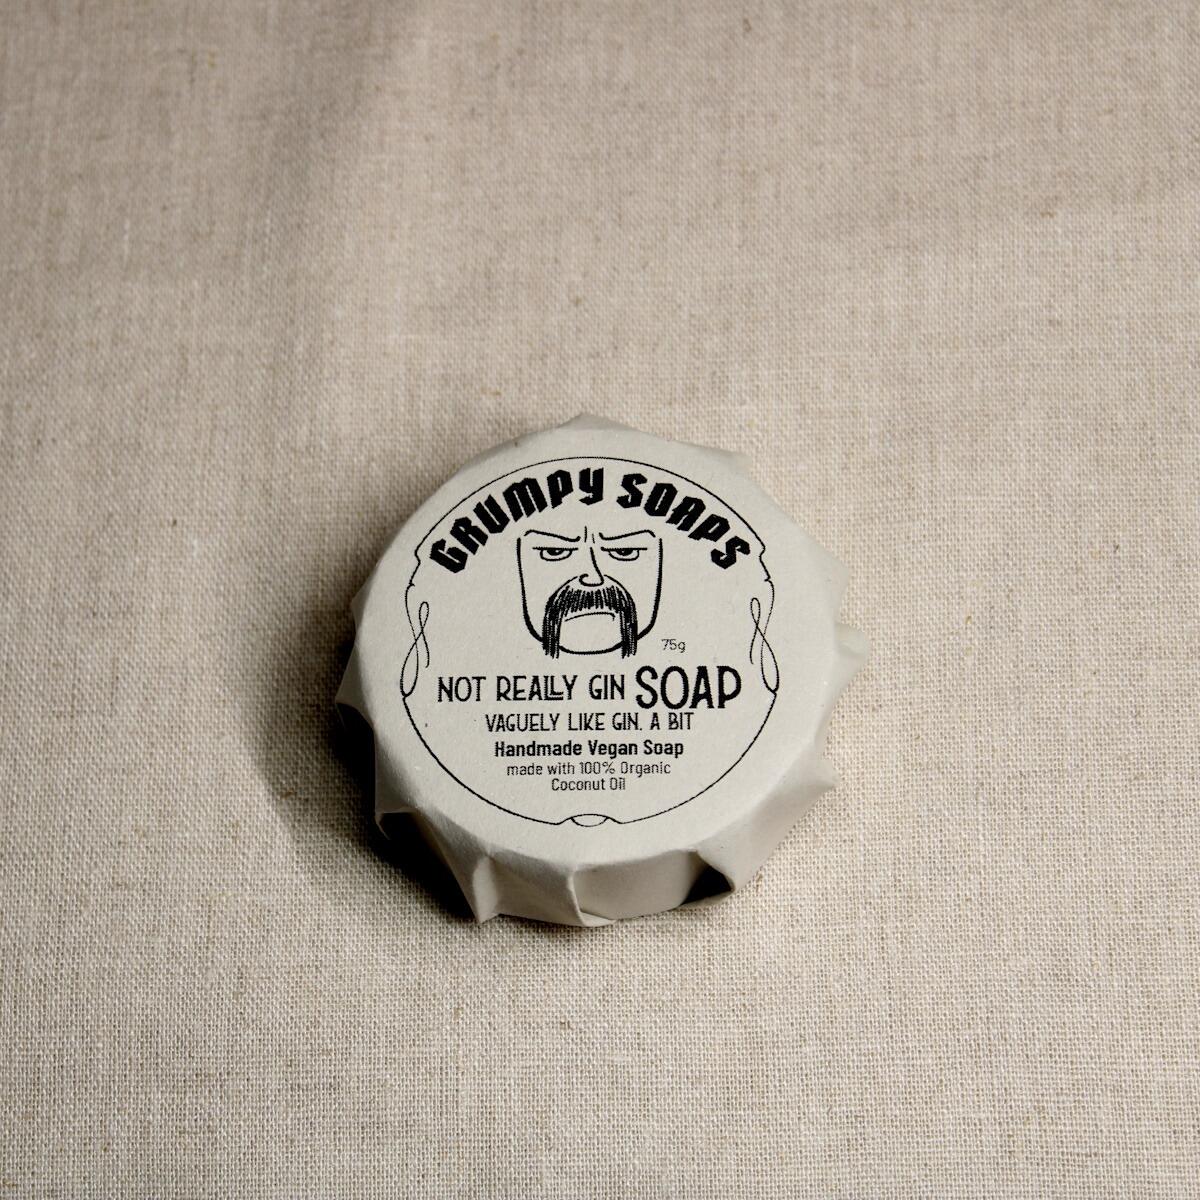 GRUMPY SOAPS
75g
NOT REALLY GIN SOAP
VAGUELY LIKE GIN. A BIT
Handmade Vegan Soap
made with 100% Organic
Coconut Oil